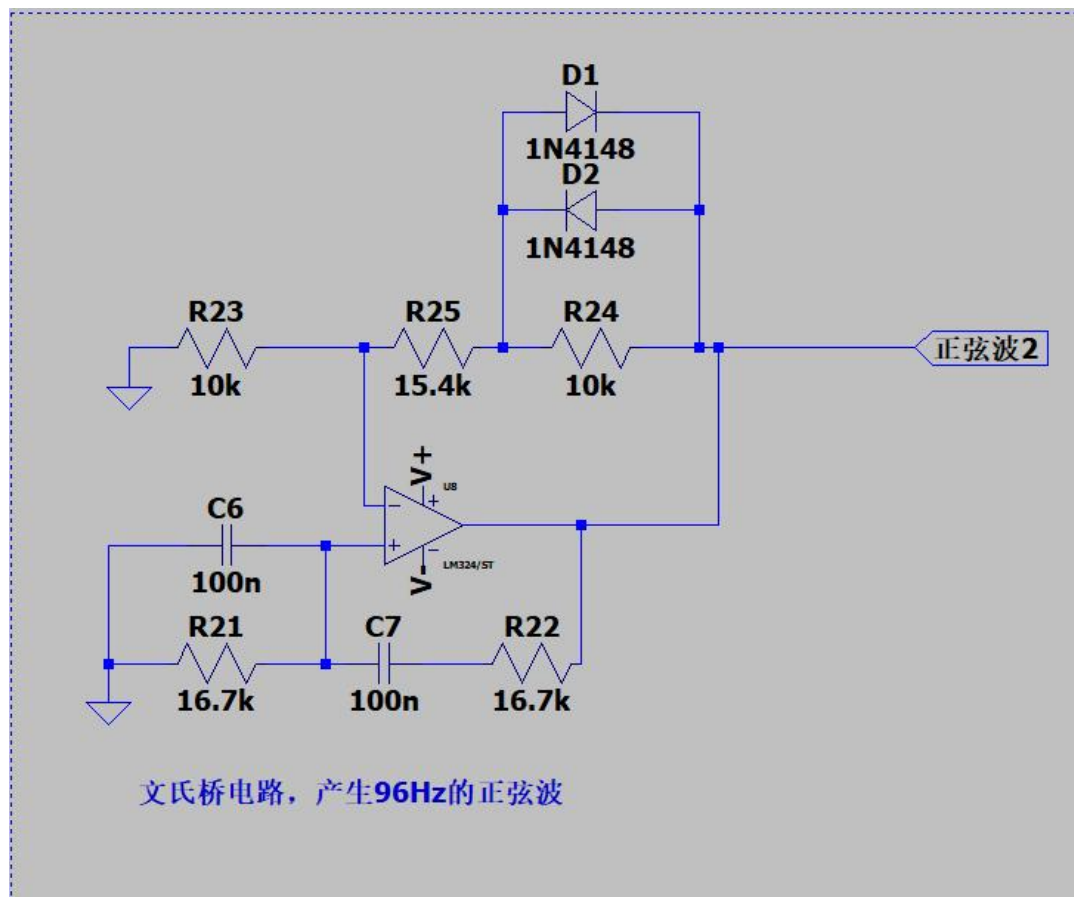 D1
1N4148
D2
1N4148
R23
10k
R25
15.4k
R24
10k
正弦波2
V+
U8
+
−
+
−
LM324/ST
V-
C6
100n
R21
16.7k
C7
100n
R22
16.7k
文氏桥电路，产生96Hz的正弦波